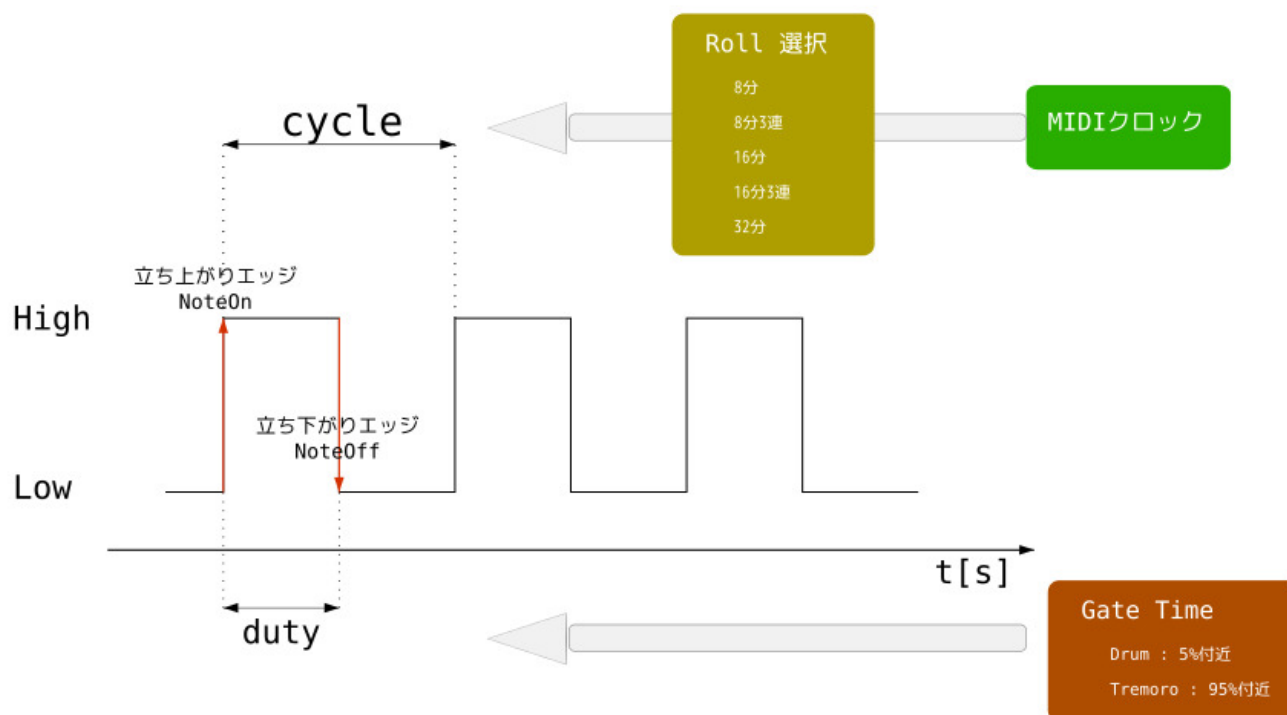 Roll 選択
8分
8分3連
16分
16分3連
32分
MIDIクロック
cycle
立ち上がりエッジ
NoteOn
High
立ち下がりエッジ
NoteOff
Low
t[s]
duty
Gate Time
Drum : 5%付近
Tremoro : 95%付近